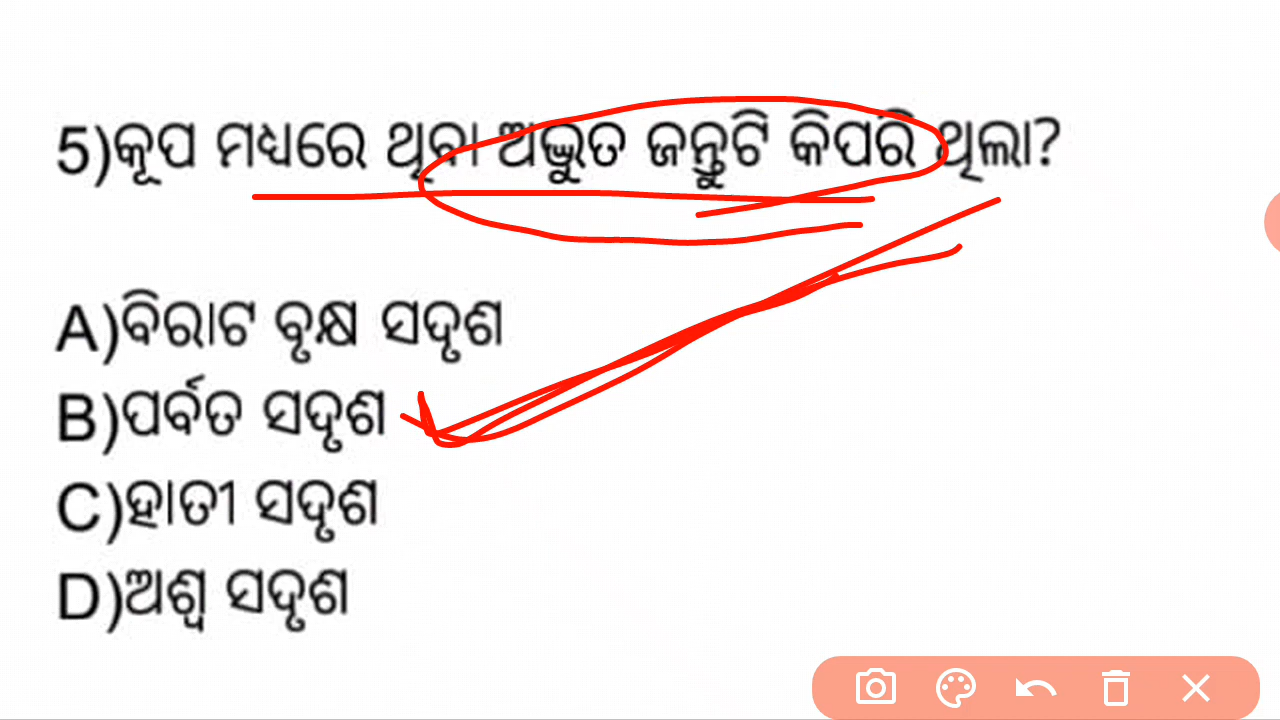 5)କୂପ ମଧ୍ୟରେ ଥିବା ଅଦ୍ଭୁତ ଜନ୍ତୁଟି କିପରି ଥିଲା?
A)ବିରାଟ ବୃକ୍ଷ ସଦୃଶ
B)ପର୍ବତ ସଦୃଶ
C)ହାତୀ ସଦୃଶ
D)ଅଶ୍ୱ ସଦୃଶ